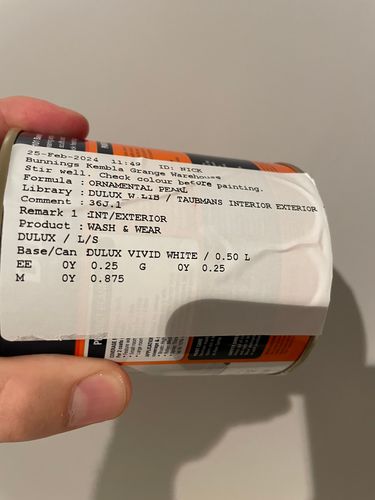 25-Feb-2024 11:49 ID: NICK
Bunnings Kembla Grange Warehouse
Stir well. Check colour before painting.
Formula : ORNAMENTAL PEARL
Library : DULUX W LIB / TAUBMANS INTERIOR EXTERIOR
Comment : 36J.1
Remark 1 :INT/EXTERIOR
Product : WASH & WEAR
DULUX / L/S
Base/Can :DULUX VIVID WHITE / 0.50 L
EE 0Y 0.25 G 0Y 0.25
M 0Y 0.875